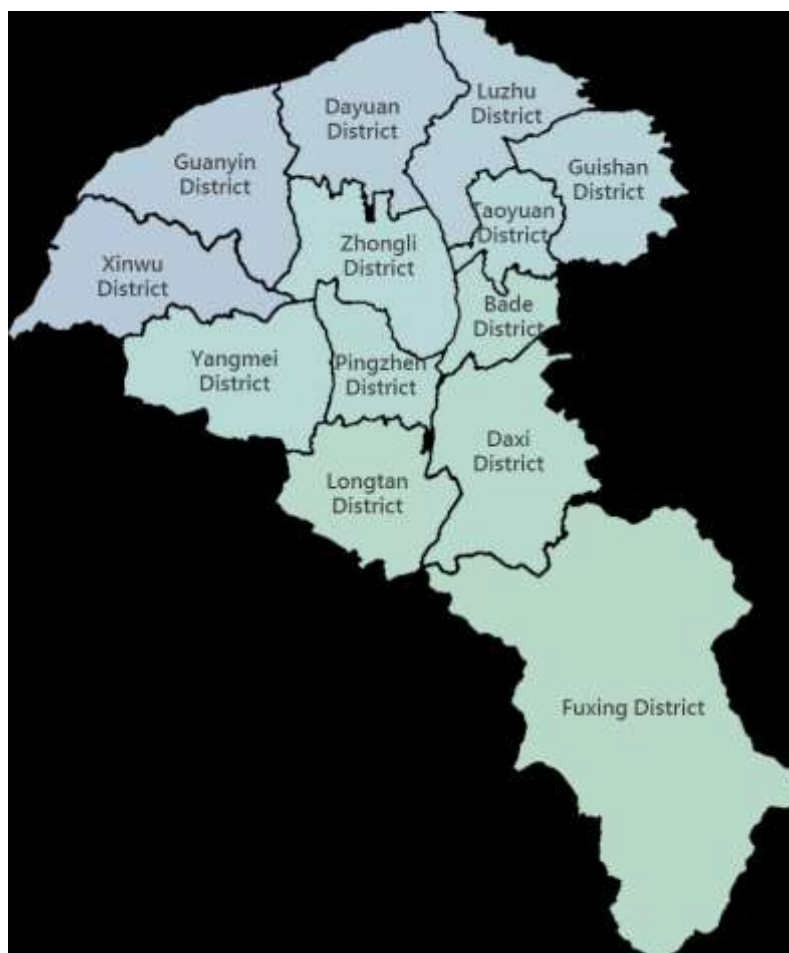 Dayuan
District
Luzhu
District
Guanyin
District
Guishan
District
Taoyuan
District
Zhongli
District
Xinwu
District
Bade
District
Yangmei
District
Pingzhen
District
Daxi
District
Longtan
District
Fuxing District